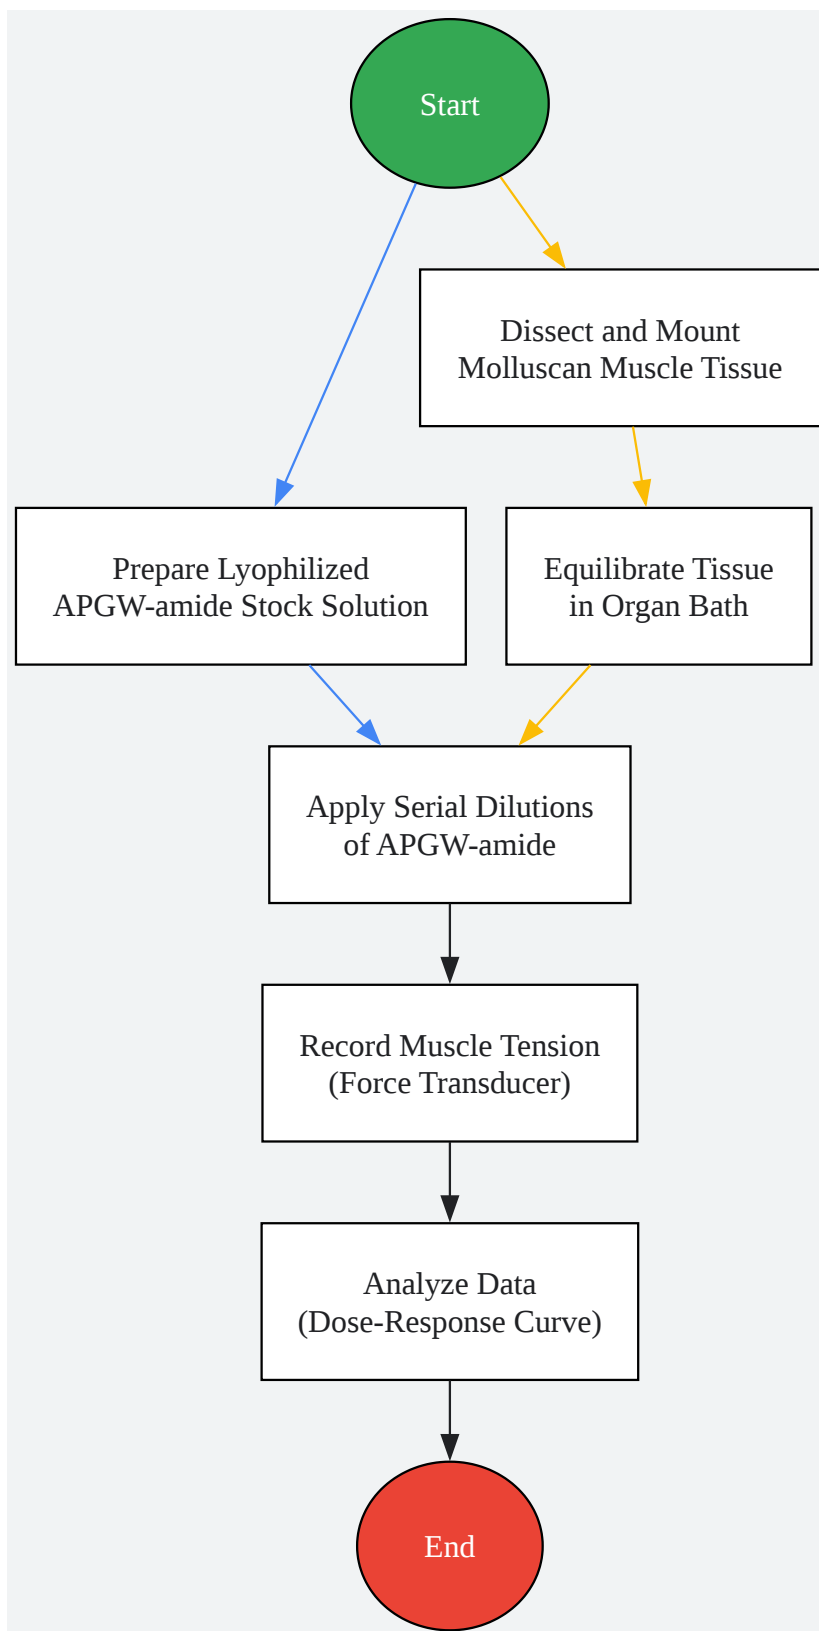 Start
Dissect and Mount
Molluscan Muscle Tissue
Prepare Lyophilized
APGW-amide Stock Solution
Equilibrate Tissue
in Organ Bath
Apply Serial Dilutions
of APGW-amide
Record Muscle Tension
(Force Transducer)
Analyze Data
(Dose-Response Curve)
End